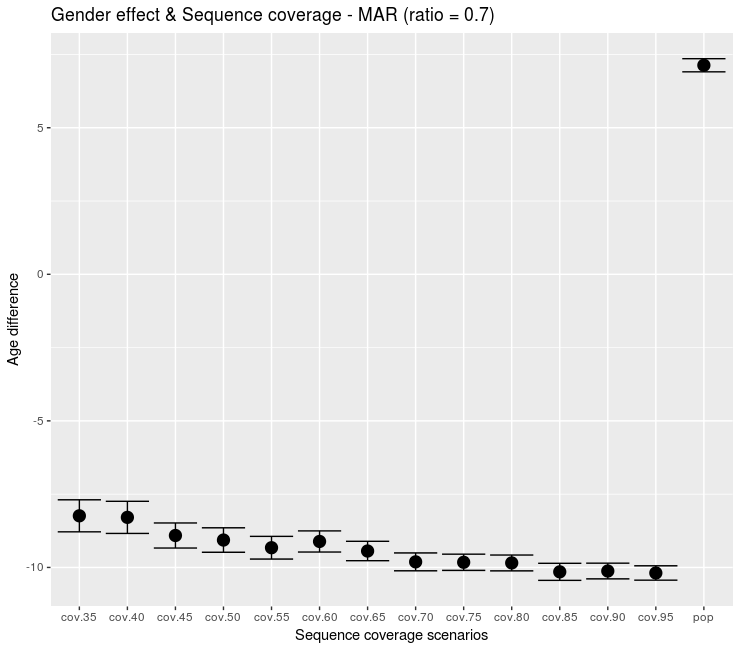 Gender effect & Sequence coverage - MAR (ratio = 0.7)
5
0
-5
-10
Age difference
cov.35 cov.40 cov.45 cov.50 cov.55 cov.60 cov.65 cov.70 cov.75 cov.80 cov.85 cov.90 cov.95 pop
Sequence coverage scenarios